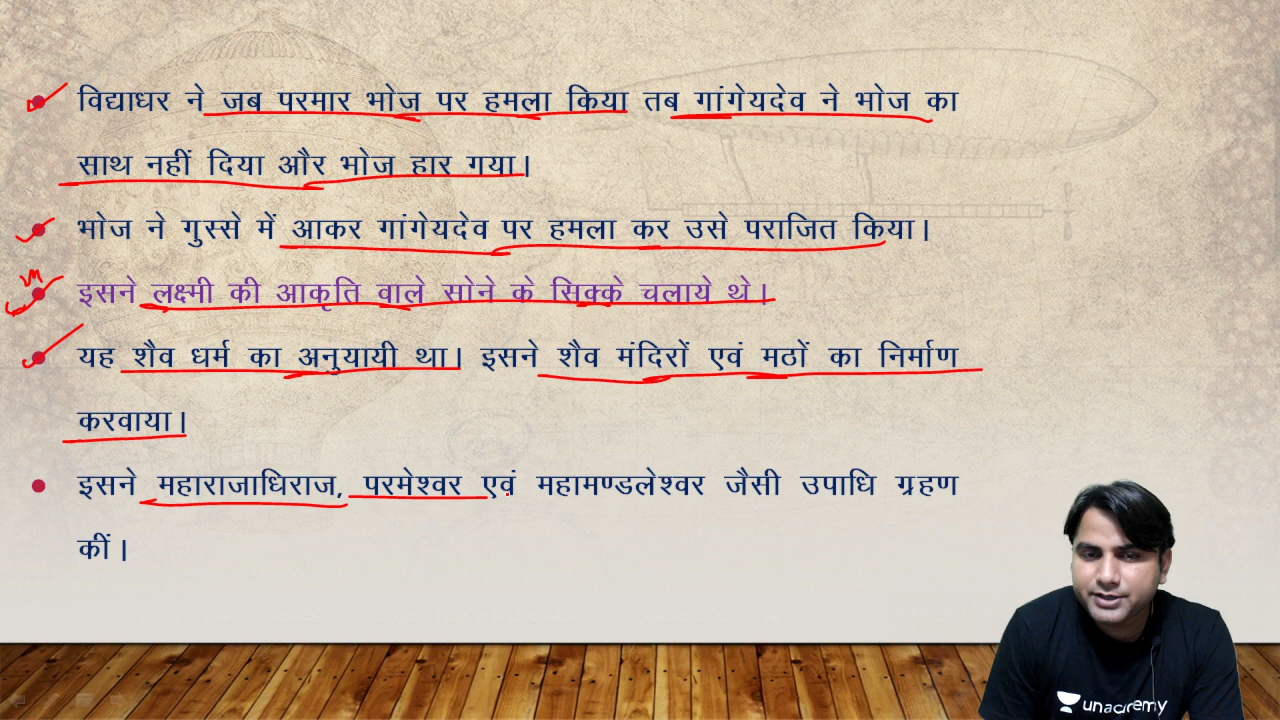 विद्याधर ने जब परमार भोज पर हमला किया तब गांगेयदेव ने भोज का
साथ नहीं दिया और भोज हार गया।
भोज ने गुस्से में आकर गांगेयदेव पर हमला कर उसे पराजित किया।
इसने लक्ष्मी की आकृति वाले सोने के सिक्के चलाये थे।
यह शैव धर्म का अनुयायी था। इसने शैव मंदिरों एवं मठों का निर्माण
करवाया।
इसने महाराजाधिराज, परमेश्वर एवं महामण्डलेश्वर जैसी उपाधि ग्रहण
कीं।
unacademy